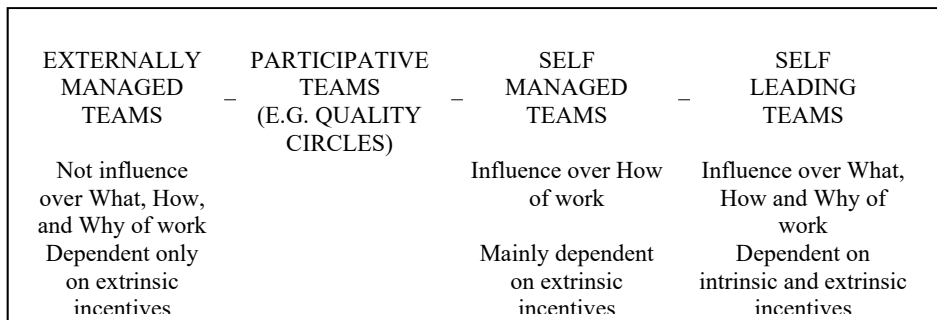 EXTERNALLY MANAGED TEAMS
–
PARTICIPATIVE TEAMS (E.G. QUALITY CIRCLES)
–
SELF MANAGED TEAMS
–
SELF LEADING TEAMS
Not influence
over What, How,
and Why of work
Dependent only
on extrinsic
incentives
Influence over How
of work
Mainly dependent
on extrinsic
incentives
Influence over What,
How and Why of
work
Dependent on
intrinsic and extrinsic
incentives